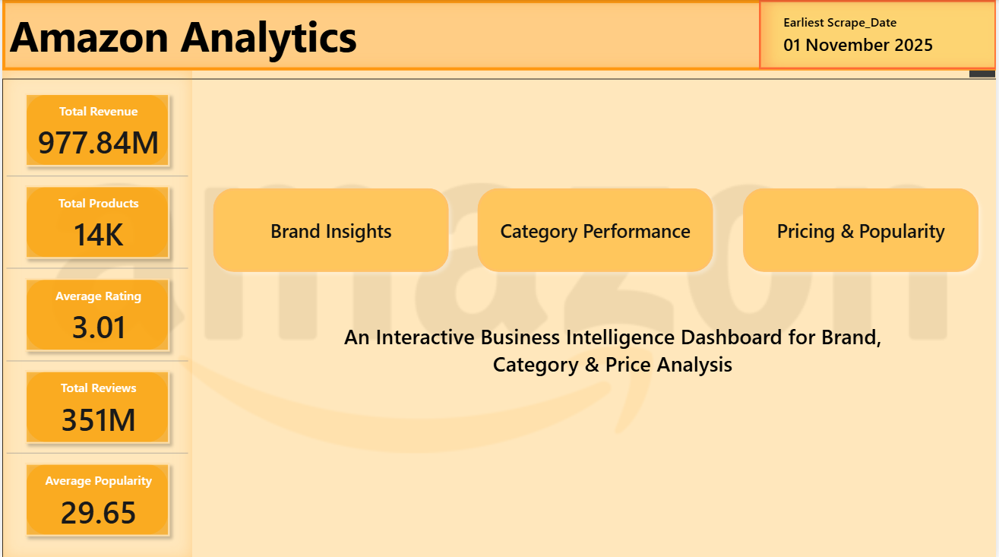 Amazon Analytics
Earliest Scrape_Date
01 November 2025
Total Revenue
977.84M
Total Products
14K
Average Rating
3.01
Total Reviews
351M
Average Popularity
29.65
Brand Insights
Category Performance
Pricing & Popularity
amazon
An Interactive Business Intelligence Dashboard for Brand,
Category & Price Analysis